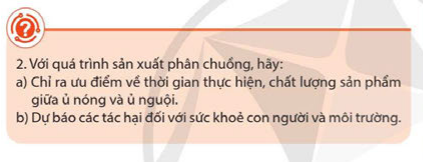 2. Với quá trình sản xuất phân chuồng, hãy:
a) Chỉ ra ưu điểm về thời gian thực hiện, chất lượng sản phẩm
giữa ủ nóng và ủ nguội.
b) Dự báo các tác hại đối với sức khoẻ con người và môi trường.